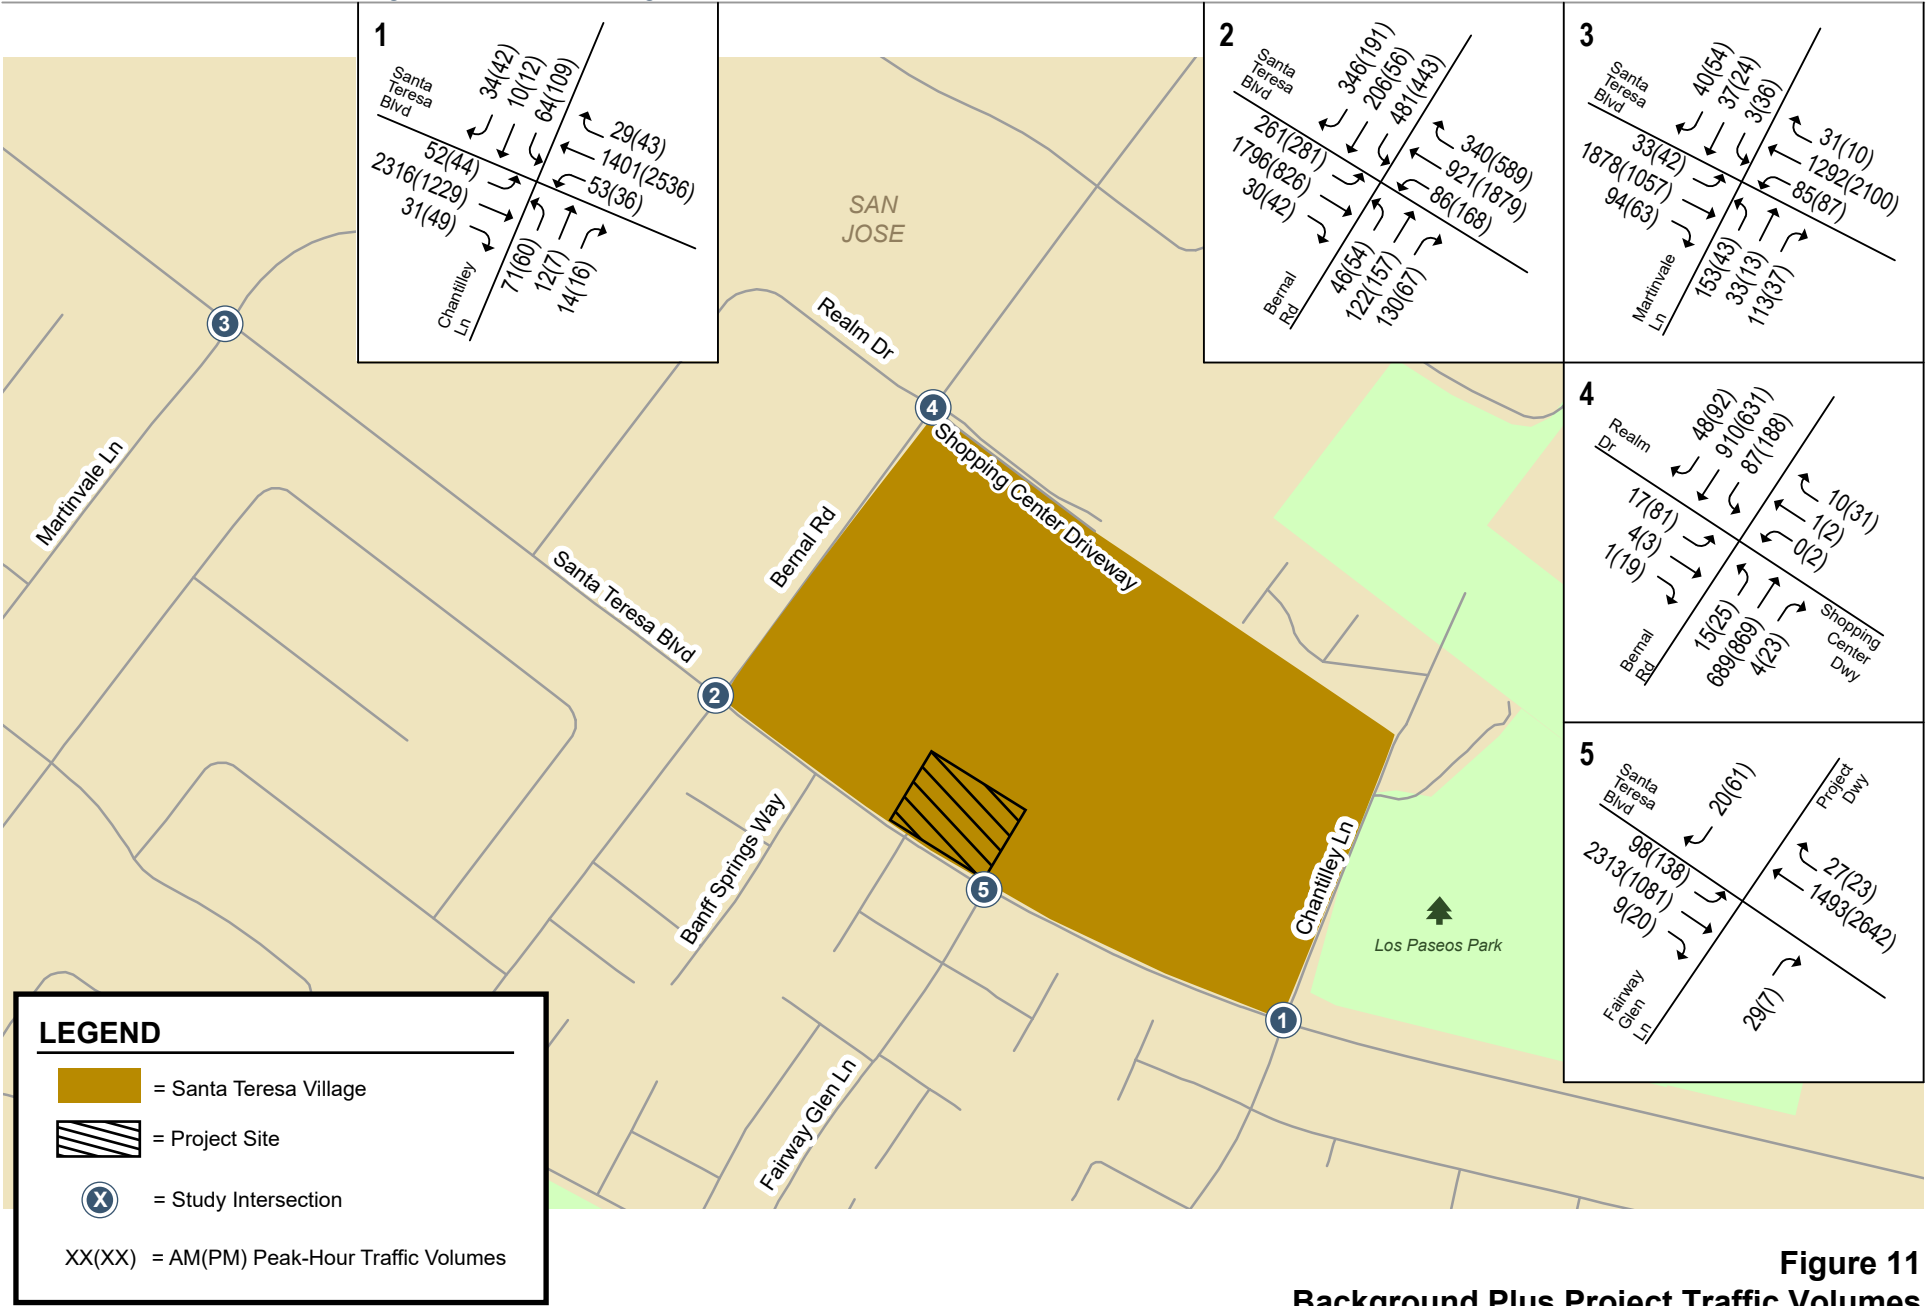 1
Santa
Teresa
Blvd
34(42)
10(12)
64(109)
29(43)
1401(2536)
53(36)
52(44)
2316(1229)
31(49)
71(60)
12(7)
14(16)
Chantilley
Ln
2
Santa
Teresa
Blvd
346(191)
206(56)
481(443)
340(589)
921(1879)
86(168)
261(281)
1796(826)
30(42)
46(54)
122(157)
130(67)
Bernal
Rd
3
Santa
Teresa
Blvd
40(54)
37(24)
3(36)
31(10)
1292(2100)
85(87)
33(42)
1878(1057)
94(63)
153(43)
33(13)
113(37)
Martinvale
Ln
4
Realm
Dr
48(92)
910(631)
87(188)
10(31)
1(2)
0(2)
17(81)
4(3)
1(19)
15(25)
689(869)
4(23)
Bernal
Rd
Shopping
Center
Dwy
5
Santa
Teresa
Blvd
20(61)
Project
Dwy
27(23)
1493(2642)
98(138)
2313(1081)
9(20)
29(7)
Fairway
Glen
Ln
SAN
JOSE
Realm Dr
3
4
Shopping Center Driveway
Martinvale Ln
Bernal Rd
Santa Teresa Blvd
2
Banff Springs Way
5
Chantilley Ln
Los Paseos Park
1
Fairway Glen Ln
LEGEND
= Santa Teresa Village
= Project Site
X = Study Intersection
XX(XX) = AM(PM) Peak-Hour Traffic Volumes
Figure 11
Background Plus Project Traffic Volumes